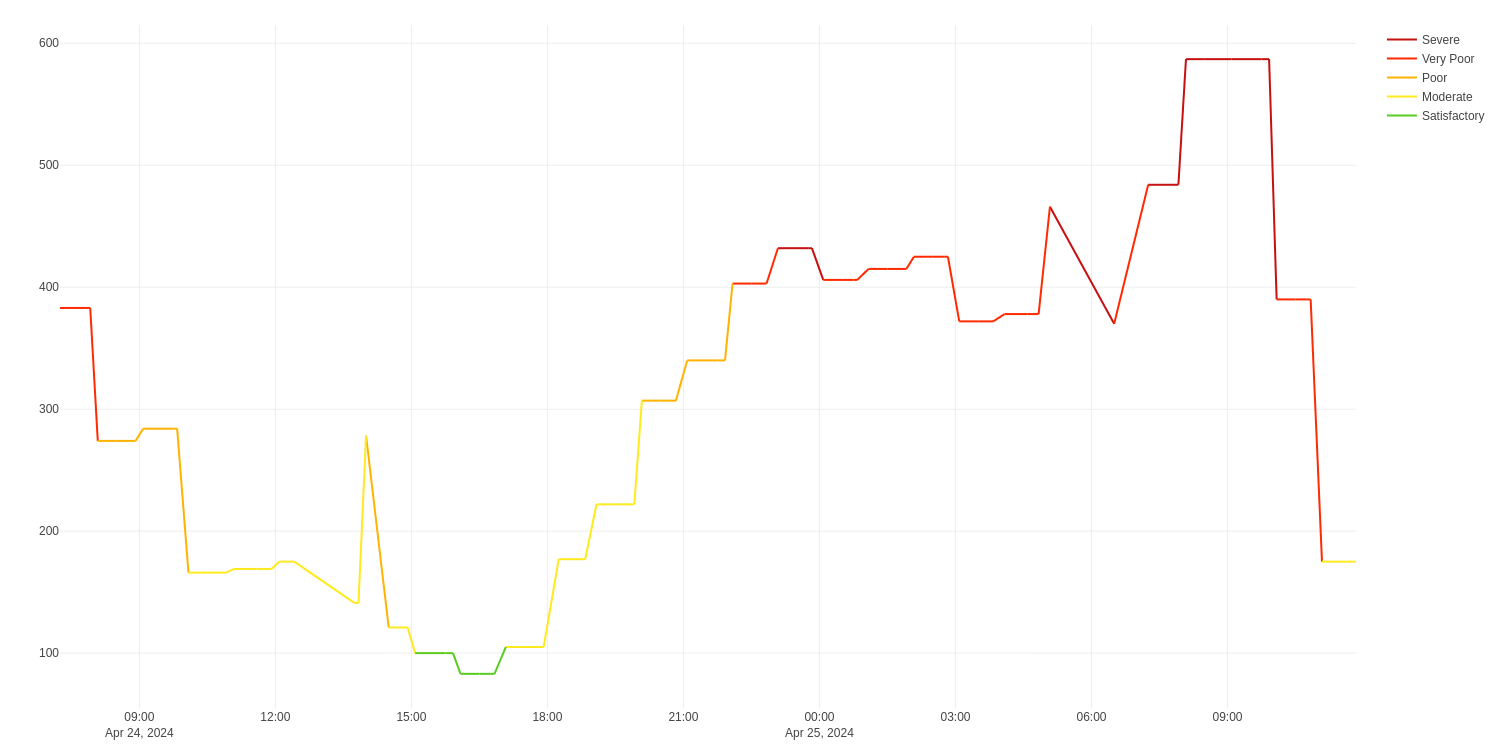 600
500
400
300
200
100
09:00
Apr 24, 2024
12:00
15:00
18:00
21:00
00:00
Apr 25, 2024
03:00
06:00
09:00
Severe
Very Poor
Poor
Moderate
Satisfactory